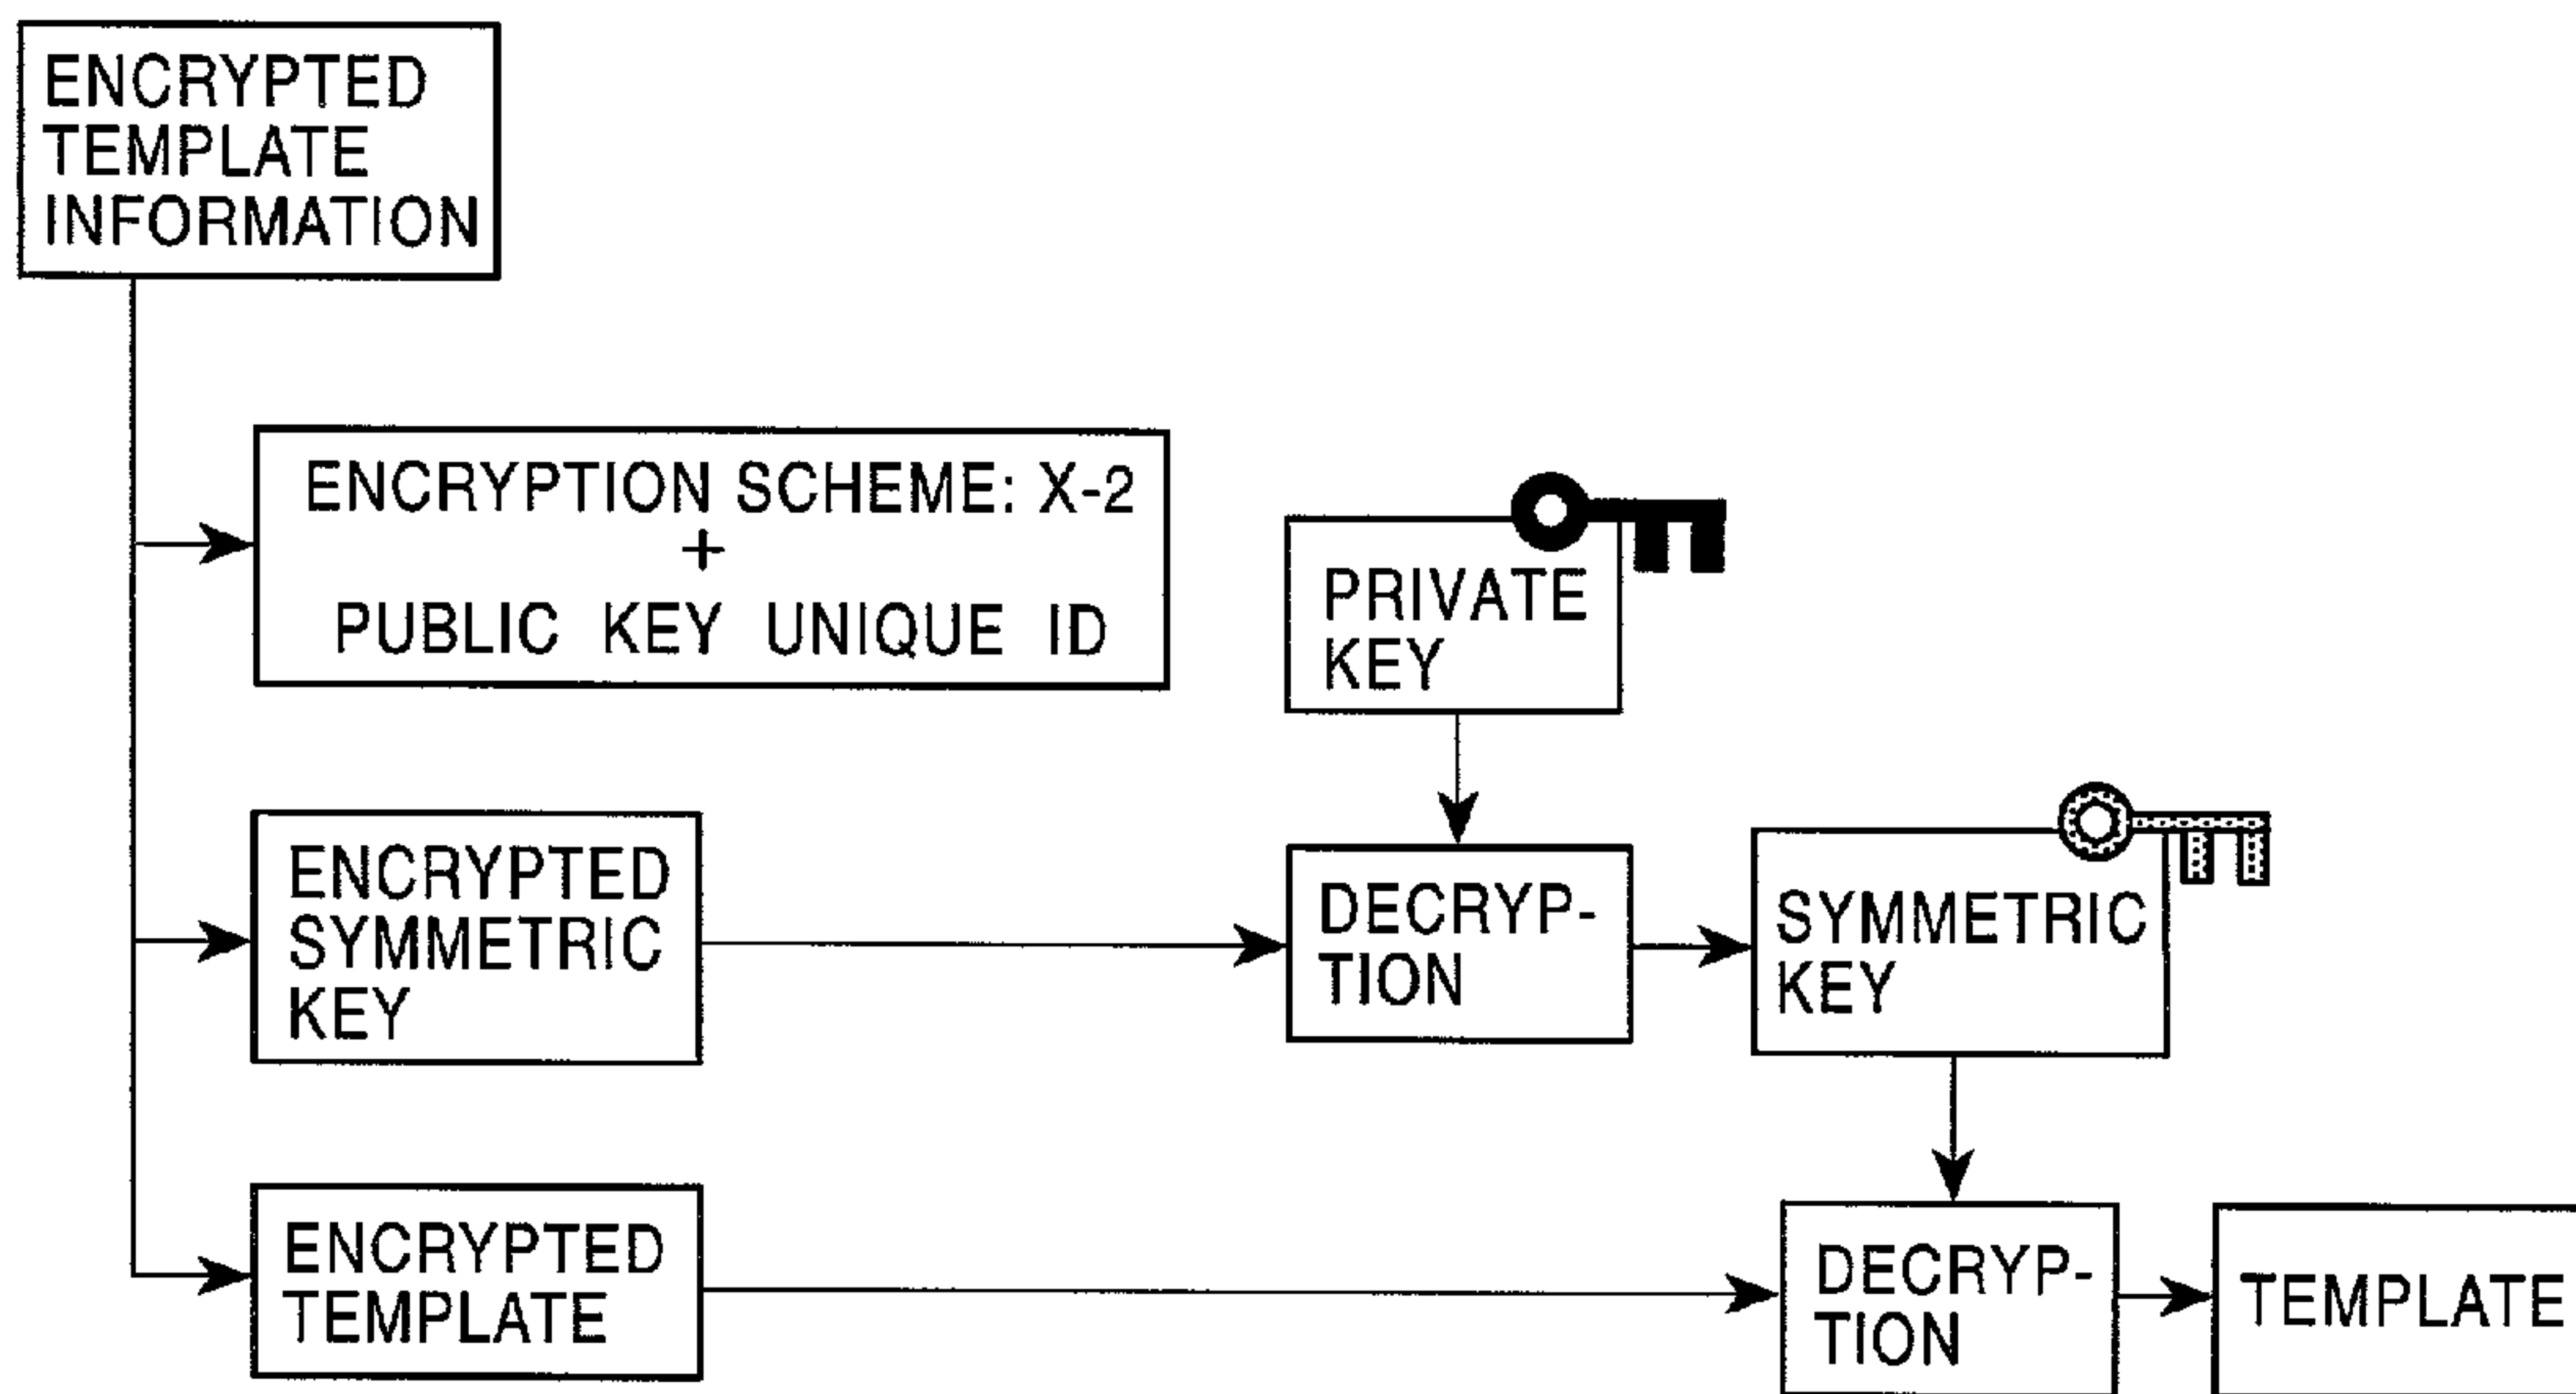 ENCRYPTED
TEMPLATE
INFORMATION
ENCRYPTION SCHEME: X-2
+
PUBLIC KEY UNIQUE ID
PRIVATE
KEY
ENCRYPTED
SYMMETRIC
KEY
DECRYP-
TION
SYMMETRIC
KEY
ENCRYPTED
TEMPLATE
DECRYP-
TION
TEMPLATE